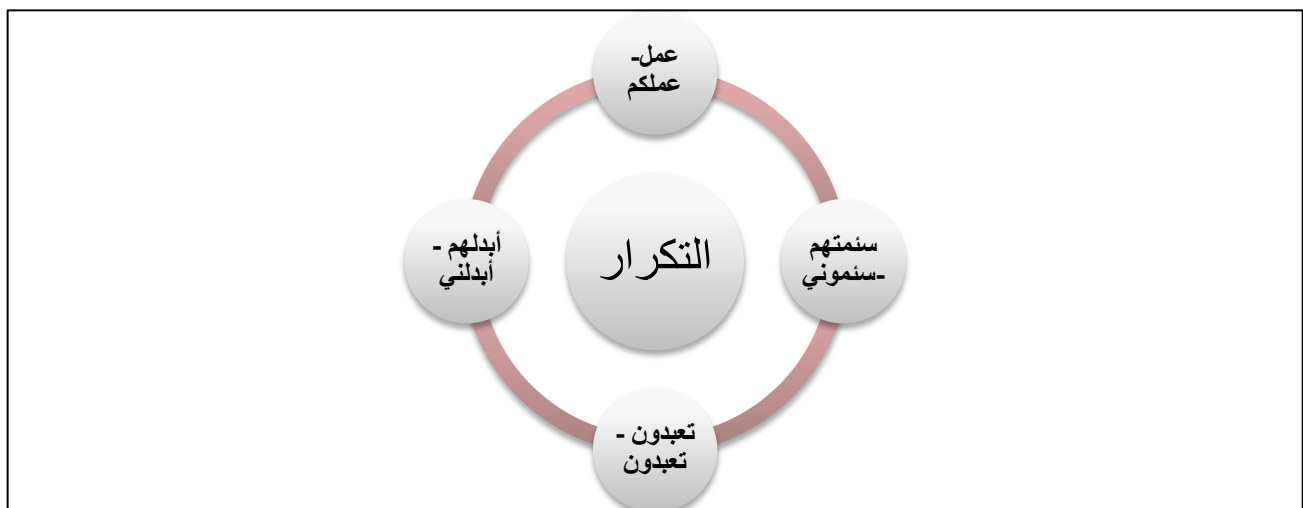 عمل-
عملكم
سئمتهم
-سئموني
التكرار
أبدلهم -
أبدلني
تعبدون -
تعبدون